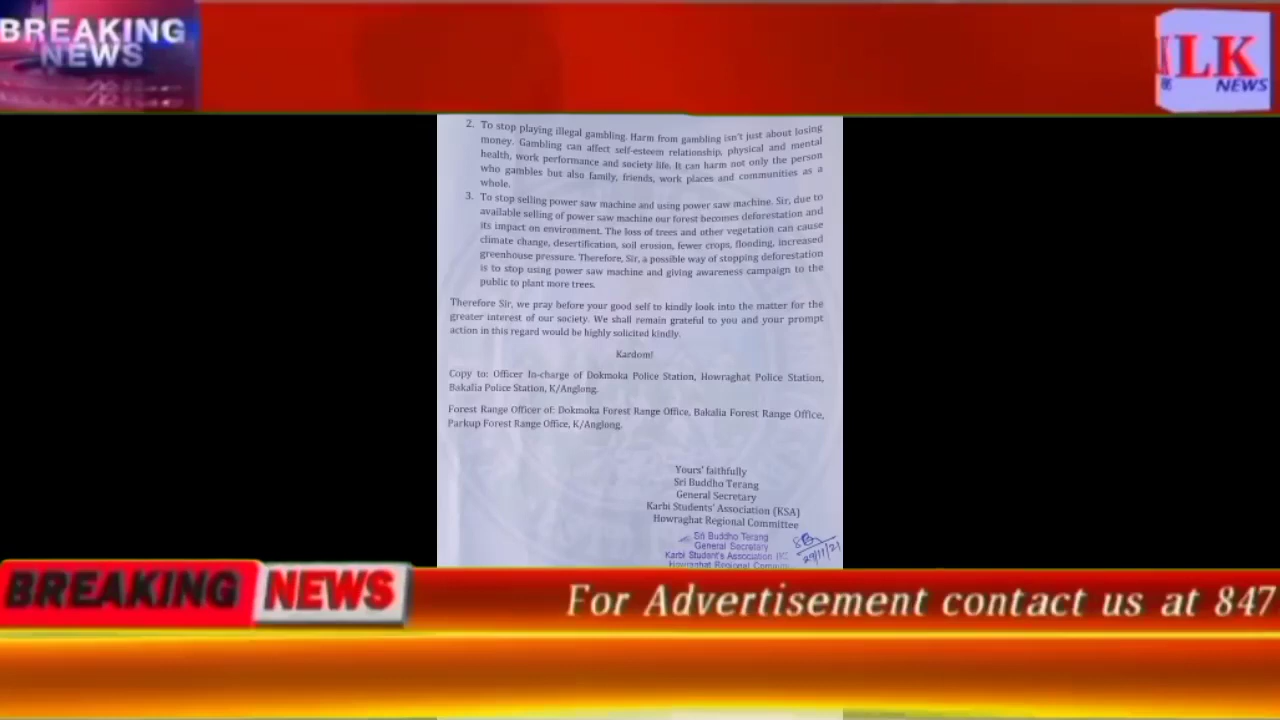 BREAKING
NEWS
KLK
NEWS
2. To stop playing illegal gambling. Harm from gambling isn't just about losing
money. Gambling can affect self-esteem relationship, physical and mental
health, work performance and society life. It can harm not only the person
who gambles but also family, friends, work places and communities as a
whole.
3. To stop selling power saw machine and using power saw machine. Sir, due to
available selling of power saw machine our forest becomes deforestation and
its impact on environment. The loss of trees and other vegetation can cause
climate change, desertification, soil erosion, fewer crops, flooding, increased
greenhouse pressure. Therefore, Sir, a possible way of stopping deforestation
is to stop using power saw machine and giving awareness campaign to the
public to plant more trees.
Therefore Sir, we pray before your good self to kindly look into the matter for the
greater interest of our society. We shall remain grateful to you and your prompt
action in this regard would be highly solicited kindly.
Kardom!
Copy to: Officer In-charge of Dokmoka Police Station, Howraghat Police Station,
Bakalia Police Station, K/Anglong.
Forest Range Officer of: Dokmoka Forest Range Office, Bakalia Forest Range Office,
Parkup Forest Range Office, K/Anglong.
Yours' faithfully
Sri Buddho Terang
General Secretary
Karbi Students' Association (KSA)
Howraghat Regional Committee
Sri Buddho Terang
General Secretary
Karbi Student's Association
Howraghat Regional
29/11/21
BREAKING NEWS
For Advertisement contact us at 847